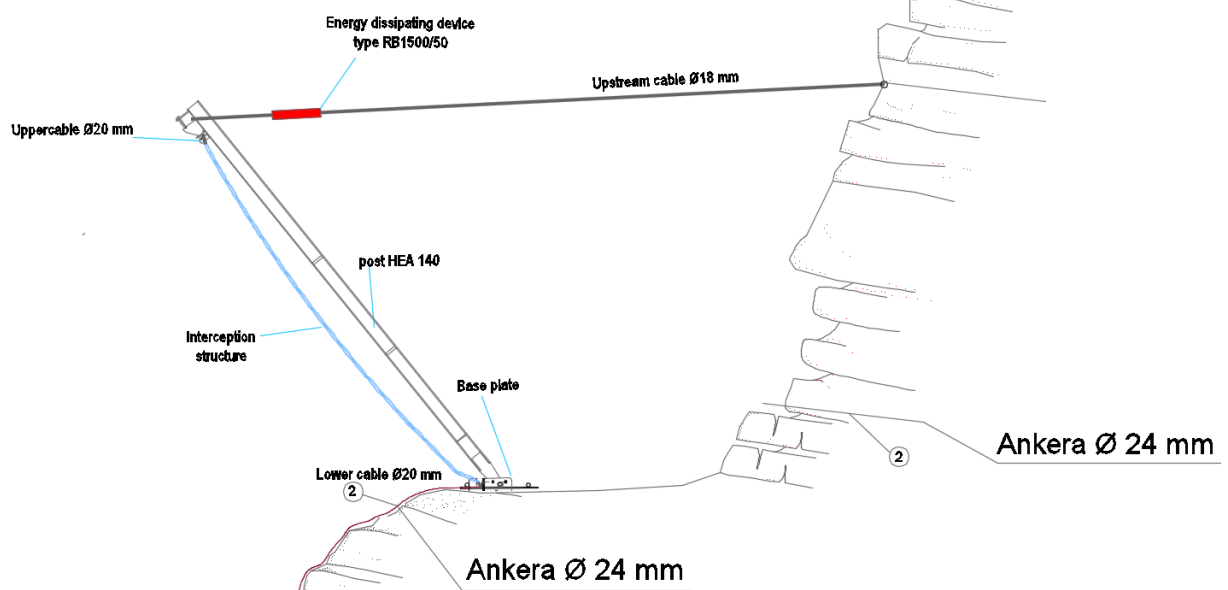 Energy dissipating device
type RB1500/50
Upstream cable Ø18 mm
Uppercable Ø20 mm
post HEA 140
Interception
structure
Base plate
Ankera Ø 24 mm
2
Lower cable Ø20 mm
2
Ankera Ø 24 mm